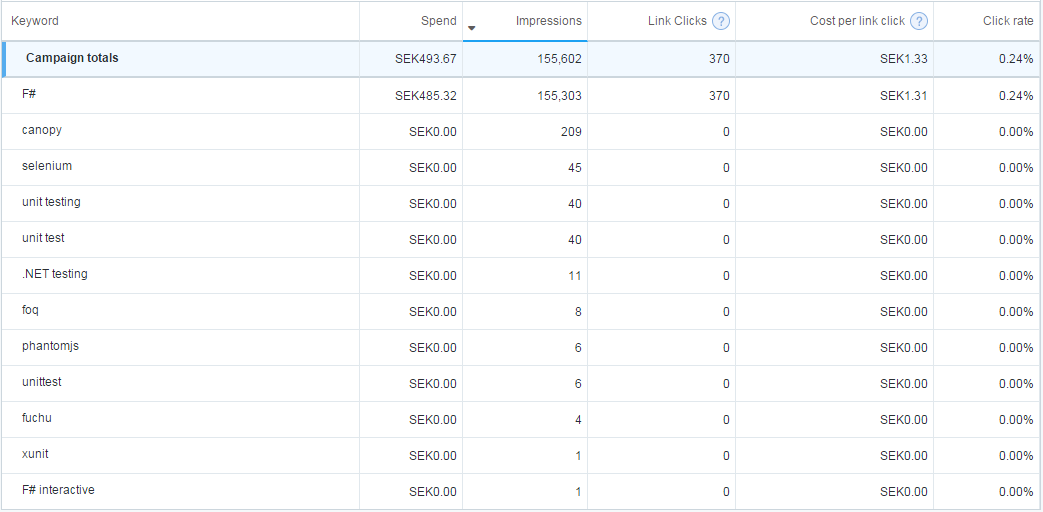 Keyword Spend Impressions Link Clicks ? Cost per link click ? Click rate
Campaign totals SEK493.67 155,602 370 SEK1.33 0.24%
F# SEK485.32 155,303 370 SEK1.31 0.24%
canopy SEK0.00 209 0 SEK0.00 0.00%
selenium SEK0.00 45 0 SEK0.00 0.00%
unit testing SEK0.00 40 0 SEK0.00 0.00%
unit test SEK0.00 40 0 SEK0.00 0.00%
.NET testing SEK0.00 11 0 SEK0.00 0.00%
foq SEK0.00 8 0 SEK0.00 0.00%
phantomjs SEK0.00 6 0 SEK0.00 0.00%
unittest SEK0.00 6 0 SEK0.00 0.00%
fuchu SEK0.00 4 0 SEK0.00 0.00%
xunit SEK0.00 1 0 SEK0.00 0.00%
F# interactive SEK0.00 1 0 SEK0.00 0.00%